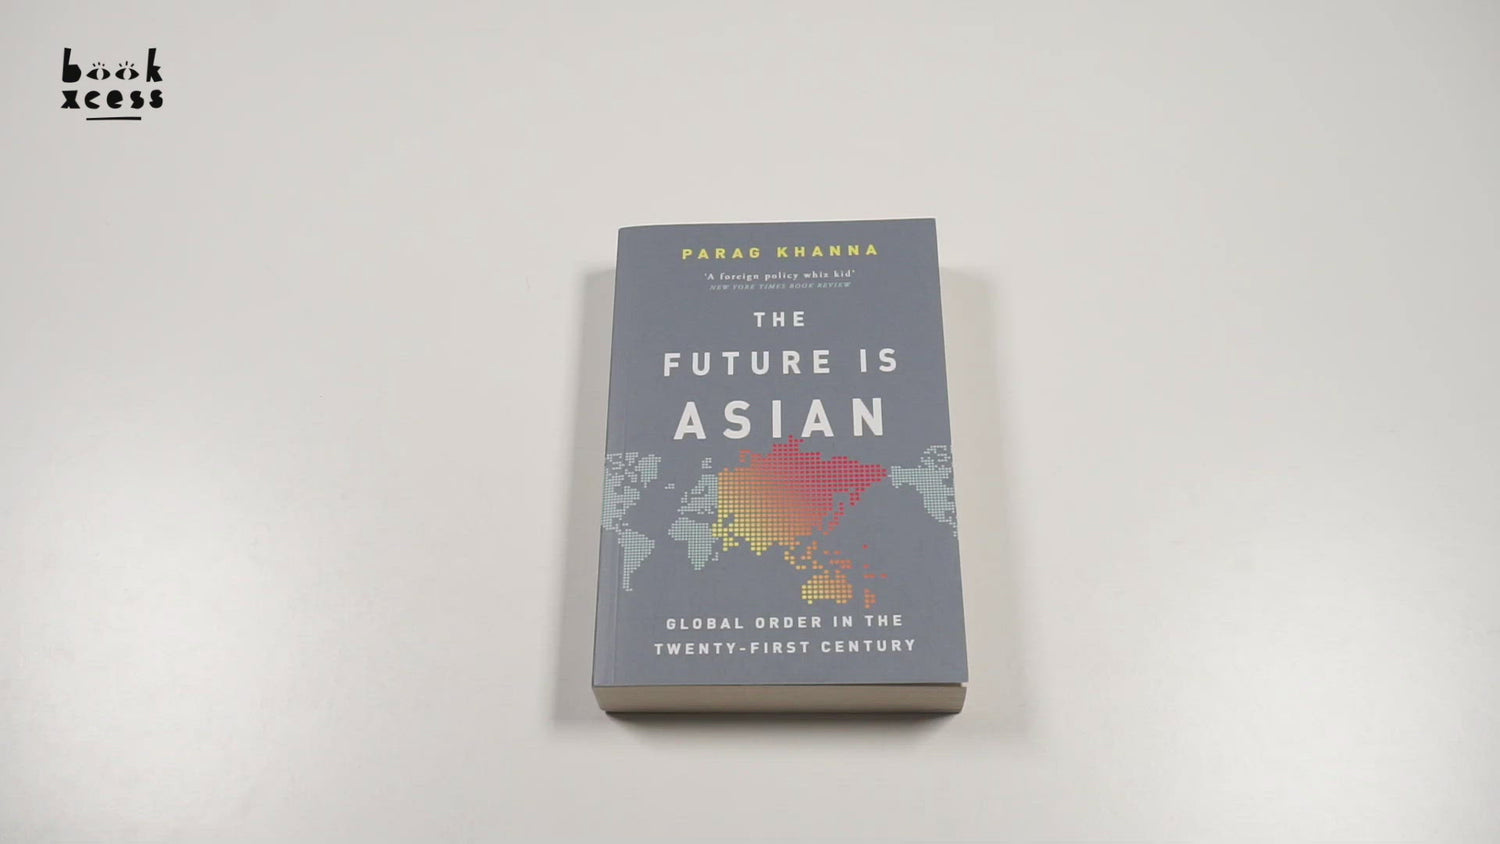 book
xcess
PARAG KHANNA
'A foreign policy whiz kid'
NEW YORK TIMES BOOK REVIEW
THE
FUTURE IS
ASIAN
GLOBAL ORDER IN THE
TWENTY-FIRST CENTURY